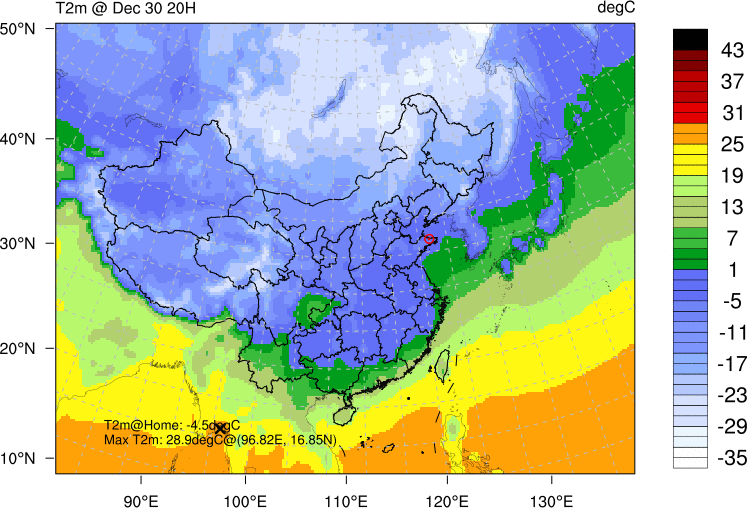 T2m @ Dec 30 20H
degC
50°N
40°N
30°N
20°N
10°N
T2m@Home: -4.5degC
Max T2m: 28.9degC@(96.82E, 16.85N)
90°E
100°E
110°E
120°E
130°E
43
37
31
25
19
13
7
1
-5
-11
-17
-23
-29
-35